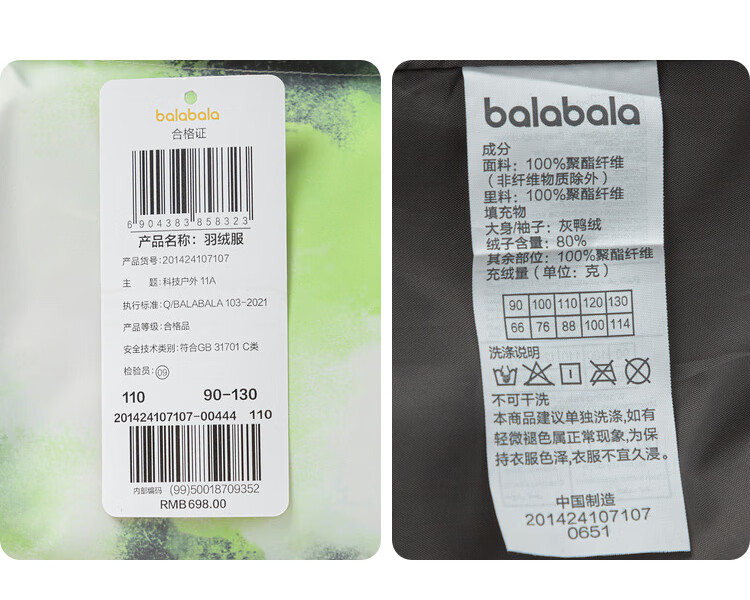 balabala
合格证
6 904383 858323
产品名称：羽绒服
产品货号：201424107107
主　题：科技户外 11A
执行标准：Q/BALABALA 103-2021
产品等级：合格品
安全技术类别：符合GB 31701 C类
检验员：09
110 90-130
201424107107-00444 110
内部编码 (99)50018709352
RMB698.00
balabala
成分
面料：100%聚酯纤维
（非纤维物质除外）
里料：100%聚酯纤维
填充物
大身/袖子：灰鸭绒
绒子含量：80%
其余部位：100%聚酯纤维
充绒量（单位：克）
90 100 110 120 130
66 76 88 100 114
洗涤说明
不可干洗
本商品建议单独洗涤,如有
轻微褪色属正常现象,为保
持衣服色泽,衣服不宜久浸。
中国制造
201424107107
0651